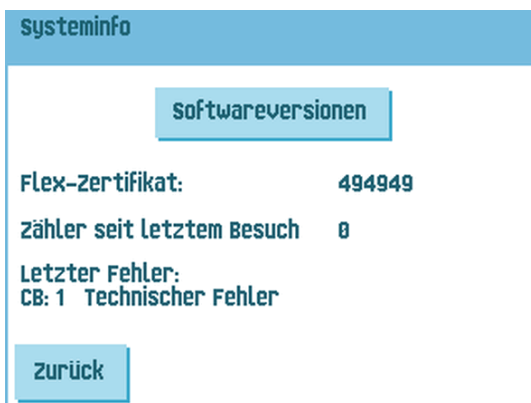 Systeminfo
Softwareversionen
Flex-Zertifikat: 494949
Zähler seit letztem Besuch 0
Letzter Fehler:
CB: 1 Technischer Fehler
Zurück